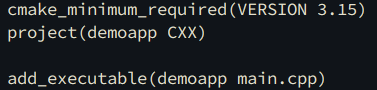 cmake_minimum_required(VERSION 3.15)
project(demoapp CXX)
add_executable(demoapp main.cpp)